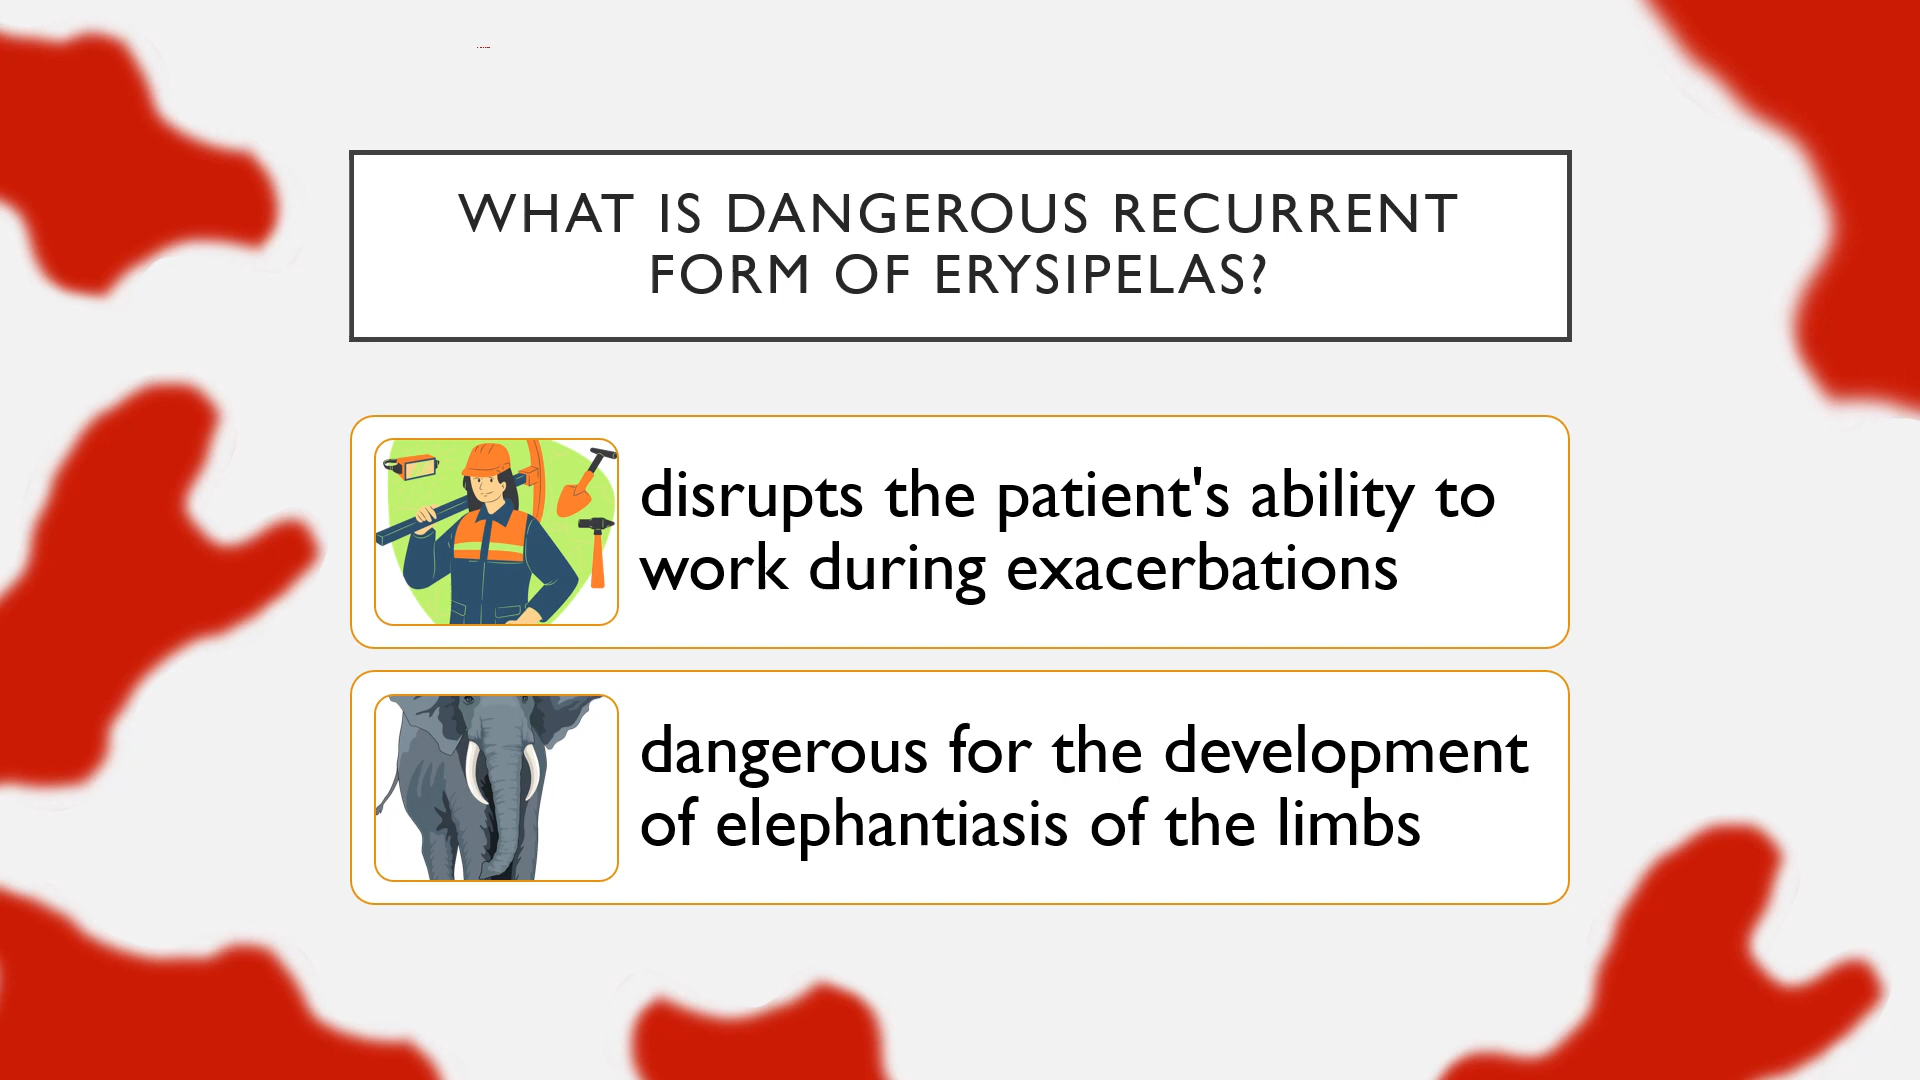 WHAT IS DANGEROUS RECURRENT
FORM OF ERYSIPELAS?
disrupts the patient's ability to
work during exacerbations
dangerous for the development
of elephantiasis of the limbs